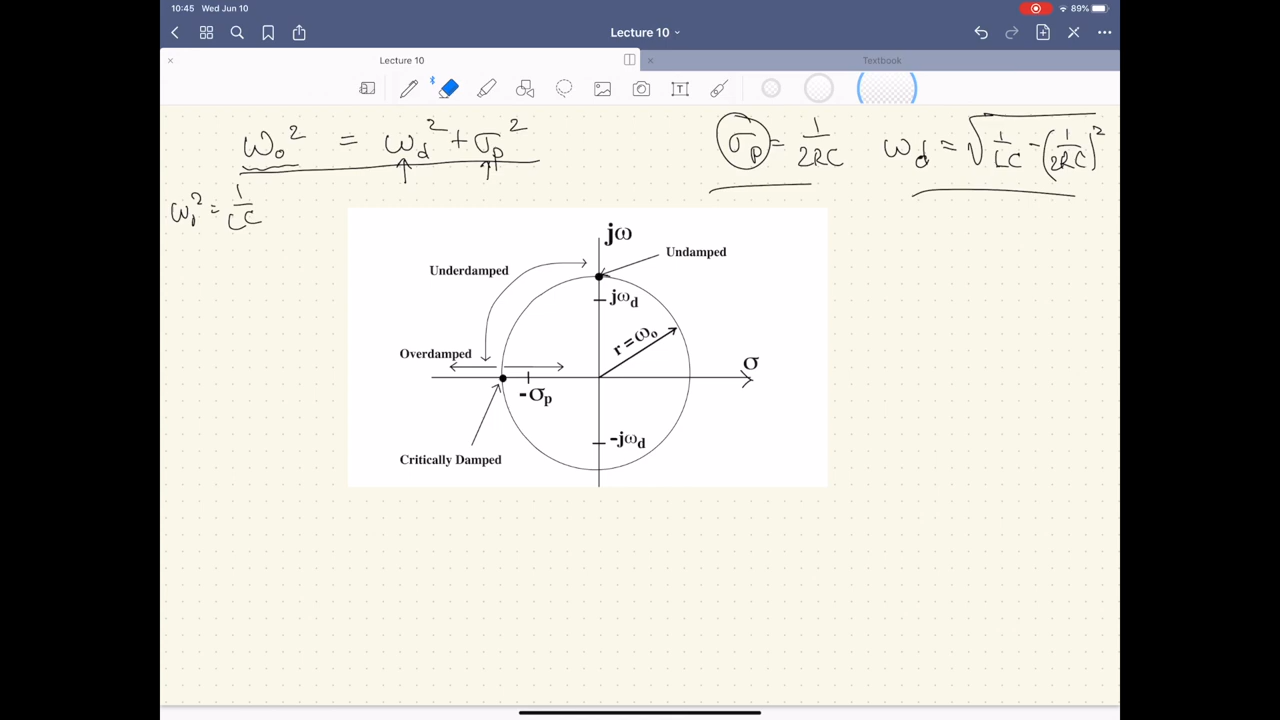 10:45 Wed Jun 10 89%
Lecture 10
Lecture 10 Textbook
ω₀² = ω_d² + σ_p²
σ_p = 1/2RC
ω_d = √(1/LC - (1/2RC)²)
ω₀² = 1/LC
jω
Undamped
Underdamped
jω_d
r = ω₀
Overdamped
σ
-σ_p
-jω_d
Critically Damped